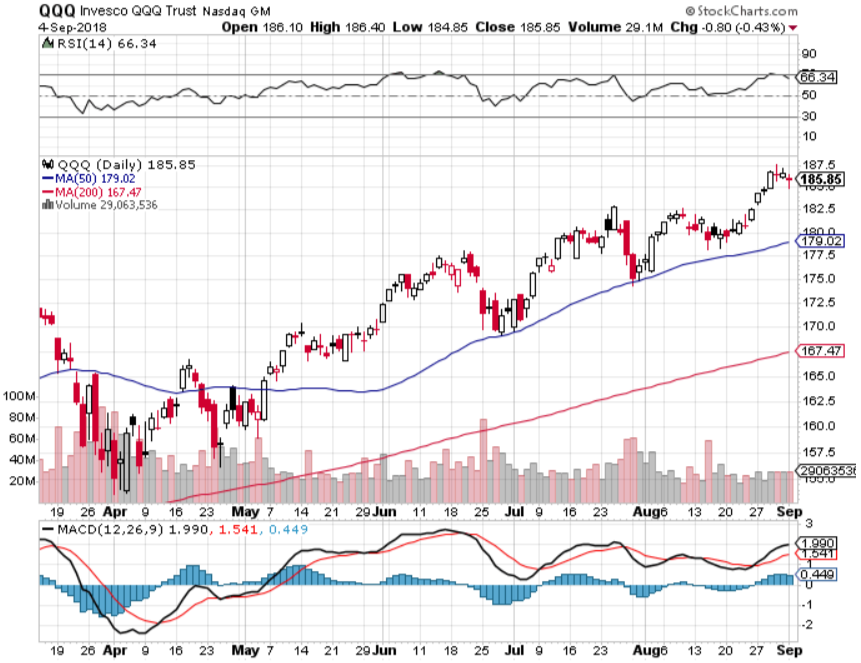 QQQ Invesco QQQ Trust Nasdaq GM © StockCharts.com
4-Sep-2018 Open 186.10 High 186.40 Low 184.85 Close 185.85 Volume 29.1M Chg -0.80 (-0.43%)
RSI(14) 66.34
90
66.34
50
30
10
QQQ (Daily) 185.85
MA(50) 179.02
MA(200) 167.47
Volume 29,063,536
187.5
185.85
182.5
180.0
179.02
177.5
175.0
172.5
170.0
167.47
165.0
162.5
160.0
157.5
29063536
155.0
100M
80M
60M
40M
20M
19 26 Apr 9 16 23 May 7 14 21 29 Jun 11 18 25 Jul 9 16 23 Aug 6 13 20 27 Sep
MACD(12,26,9) 1.990, 1.541, 0.449
3
1.990
1.541
1
0.449
0
-1
-2
19 26 Apr 9 16 23 May 7 14 21 29 Jun 11 18 25 Jul 9 16 23 Aug 6 13 20 27 Sep